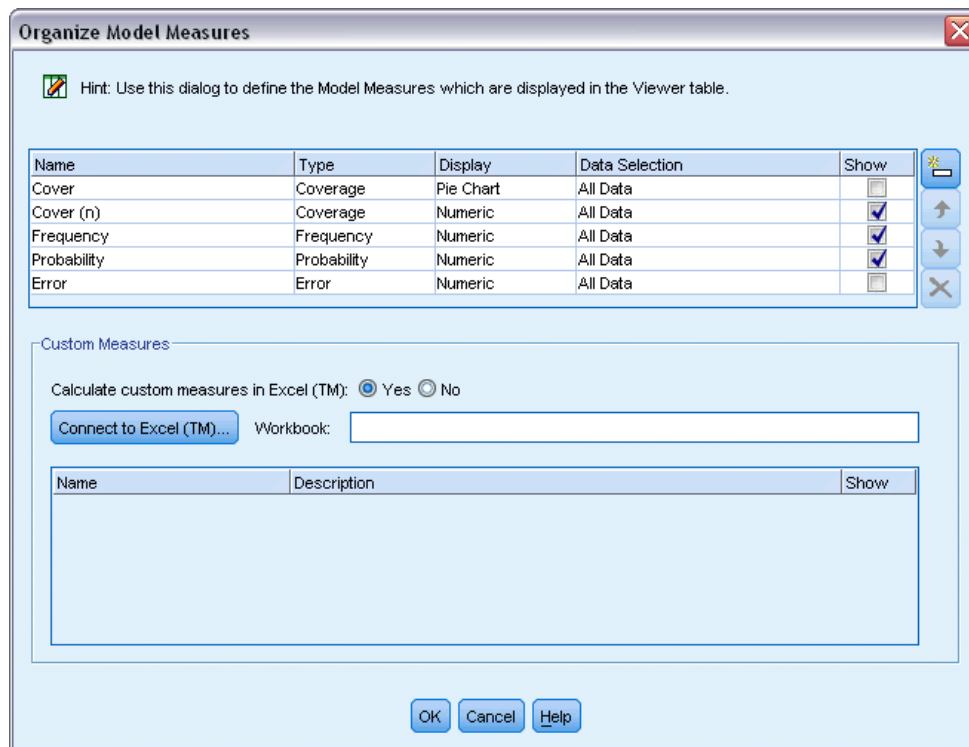 Organize Model Measures
Hint: Use this dialog to define the Model Measures which are displayed in the Viewer table.
Name Type Display Data Selection Show
Cover Coverage Pie Chart All Data
Cover (n) Coverage Numeric All Data
Frequency Frequency Numeric All Data
Probability Probability Numeric All Data
Error Error Numeric All Data
Custom Measures
Calculate custom measures in Excel (TM): Yes No
Connect to Excel (TM)... Workbook:
Name Description Show
OK Cancel Help